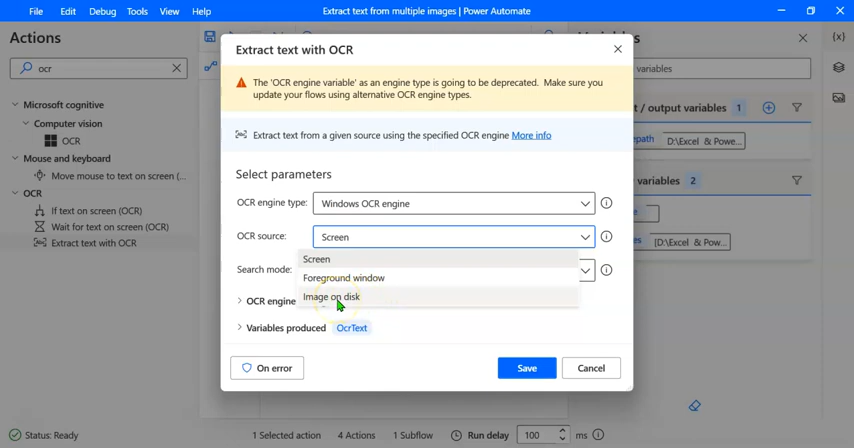 File Edit Debug Tools View Help Extract text from multiple images | Power Automate
Actions
ocr
Microsoft cognitive
Computer vision
OCR
Mouse and keyboard
Move mouse to text on screen (...
OCR
If text on screen (OCR)
Wait for text on screen (OCR)
Extract text with OCR
Extract text with OCR
The 'OCR engine variable' as an engine type is going to be deprecated. Make sure you
update your flows using alternative OCR engine types.
Extract text from a given source using the specified OCR engine More info
Select parameters
OCR engine type: Windows OCR engine
OCR source: Screen
Screen
Search mode:
Foreground window
Image on disk
OCR engine
Variables produced OcrText
On error Save Cancel
variables
t / output variables 1
epath D:\Excel & Powe...
variables 2
es [D:\Excel & Powe...
Status: Ready 1 Selected action 4 Actions 1 Subflow Run delay 100 ms